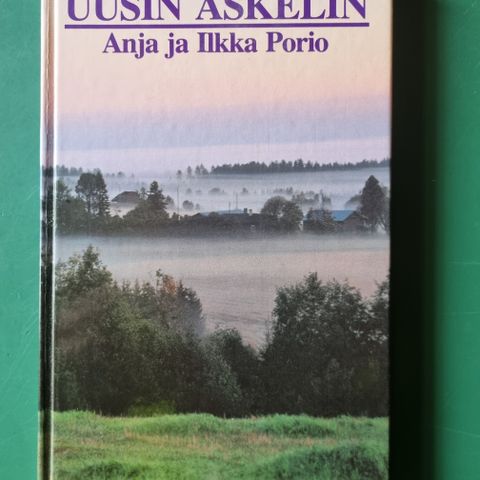 UUSIN ASKELIN
Anja ja Ilkka Porio